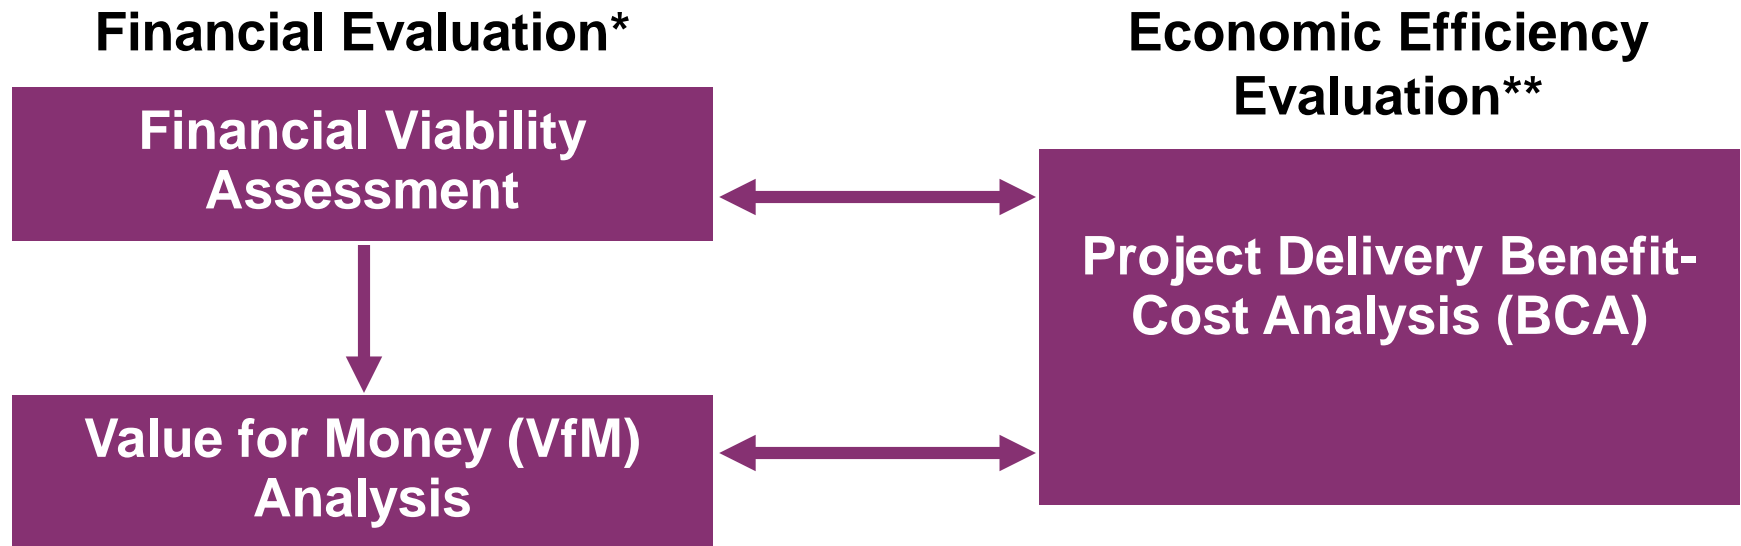 Financial Evaluation*
Financial Viability
Assessment
Value for Money (VfM)
Analysis
Economic Efficiency
Evaluation**
Project Delivery Benefit-
Cost Analysis (BCA)